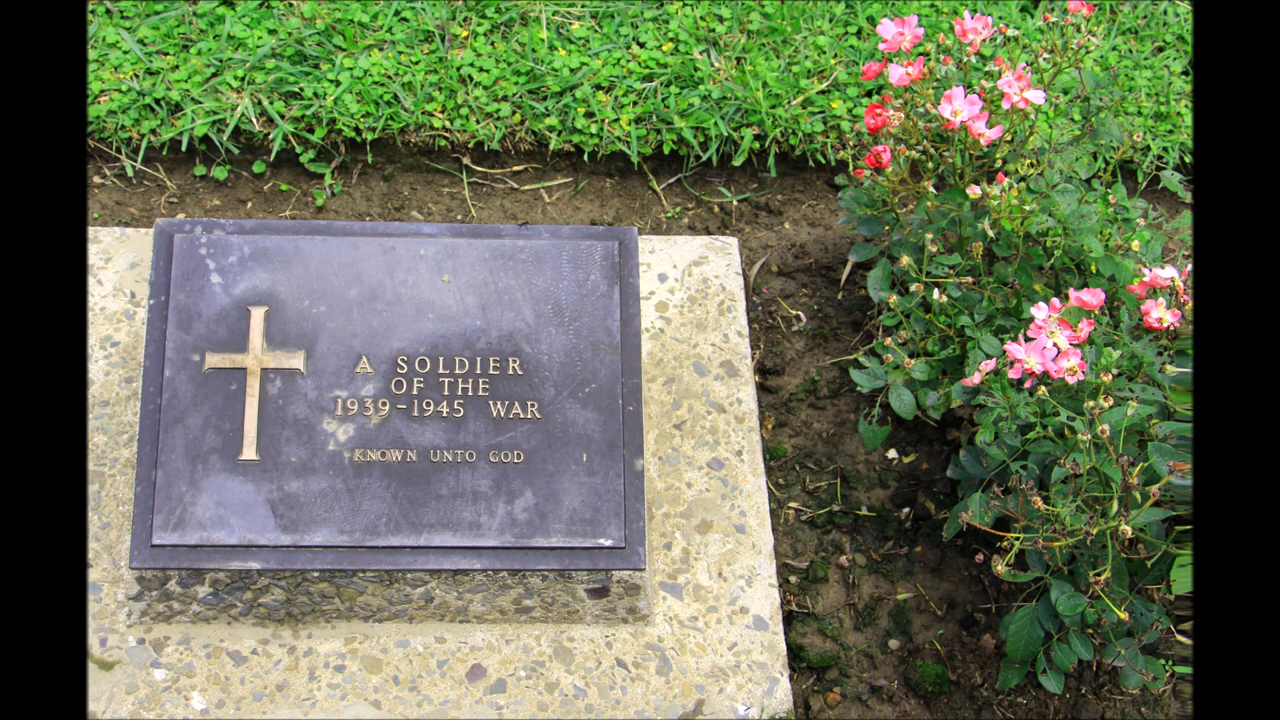 A SOLDIER
OF THE
1939-1945 WAR
KNOWN UNTO GOD